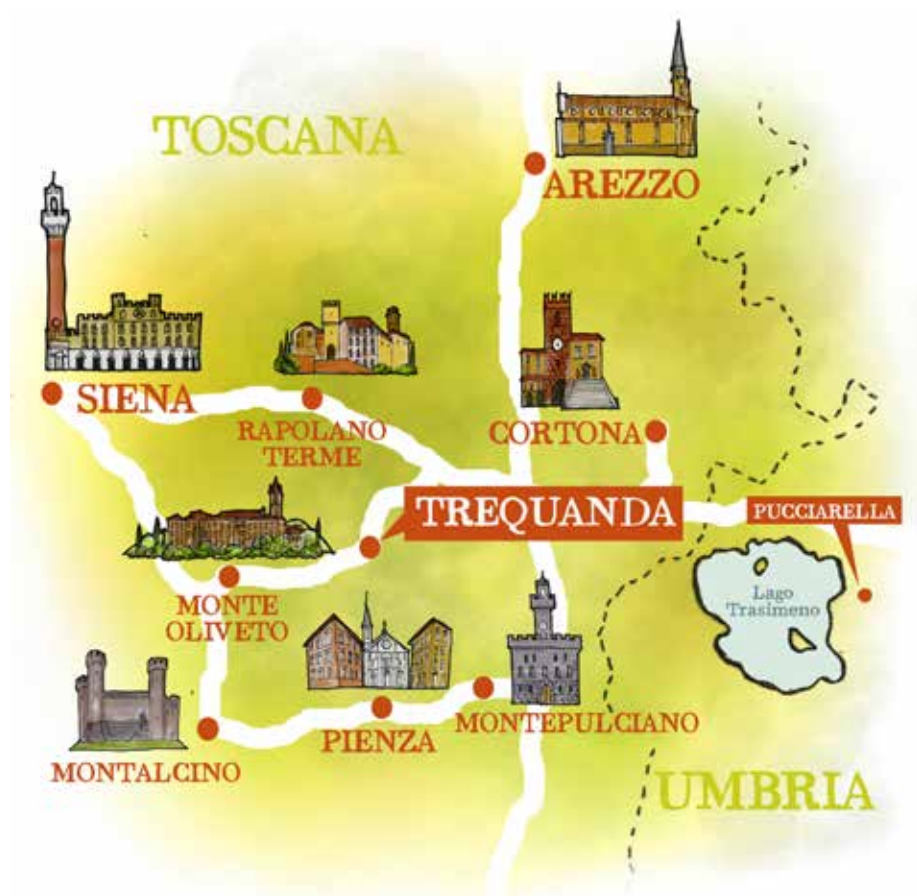 TOSCANA
AREZZO
SIENA
RAPOLANO
TERME
CORTONA
TREQUANDA
PUCCIARELLA
Lago
Trasimeno
MONTE
OLIVETO
MONTALCINO
PIENZA
MONTEPULCIANO
UMBRIA